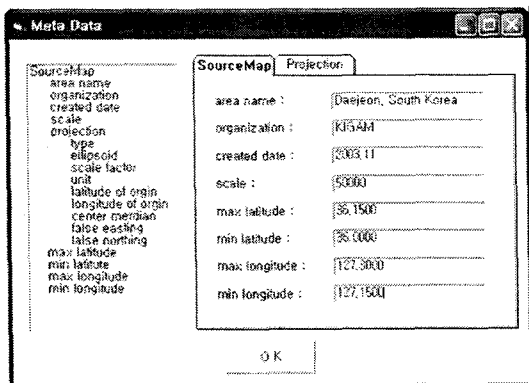 Meta Data
SourceMap
area name
organization
created date
scale
projection
type
ellipsoid
scale factor
unit
latitude of orgin
longitude of orgin
center merdian
false easting
false northing
max latitude
min latitute
max longitude
min longitude
SourceMap Projection
area name : Daejeon, South Korea
organization : KIGAM
created date : 2003,11
scale : 50000
max latitude : 36,1500
min latitude : 36,0000
max longitude : 127,3000
min longitude : 127,1500
O K